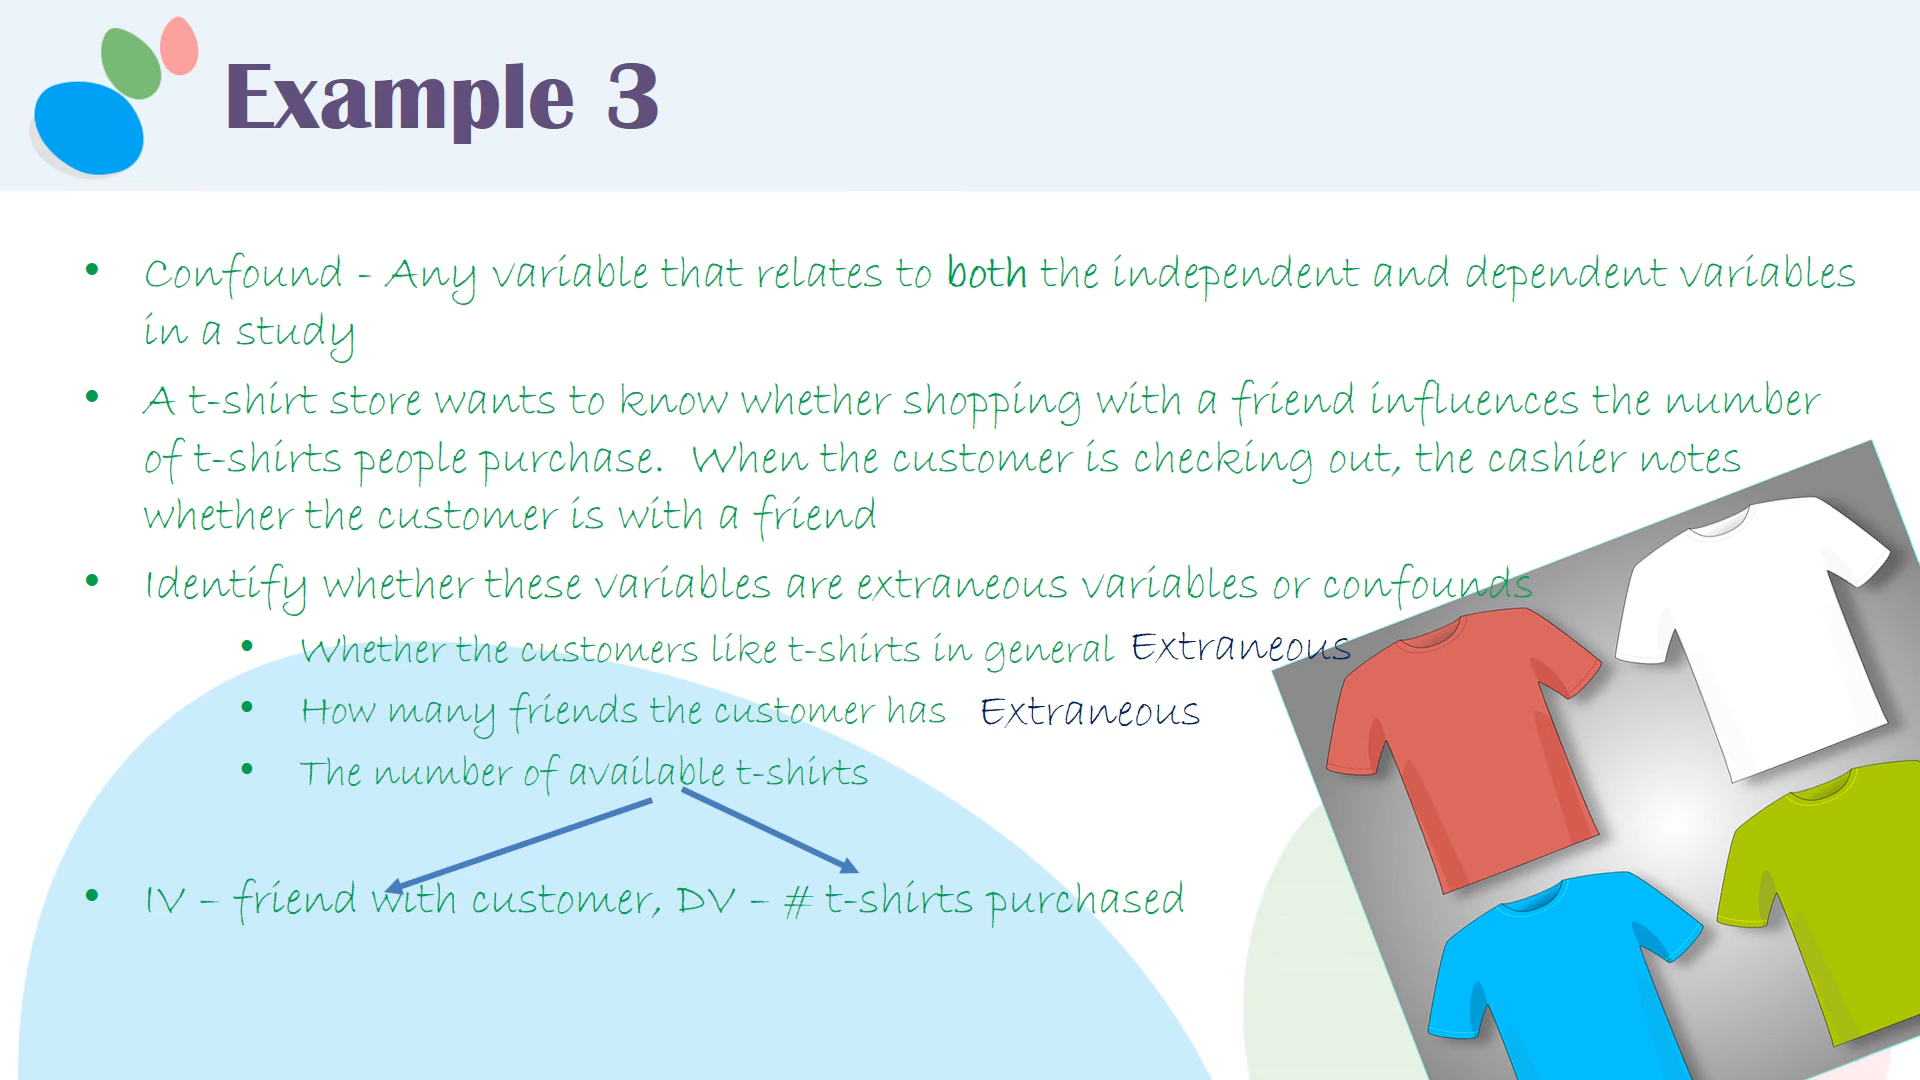 Example 3
• Confound - Any variable that relates to both the independent and dependent variables
in a study
• A t-shirt store wants to know whether shopping with a friend influences the number
of t-shirts people purchase. When the customer is checking out, the cashier notes
whether the customer is with a friend
• Identify whether these variables are extraneous variables or confounds
• Whether the customers like t-shirts in general Extraneous
• How many friends the customer has Extraneous
• The number of available t-shirts
• IV – friend with customer, DV – # t-shirts purchased